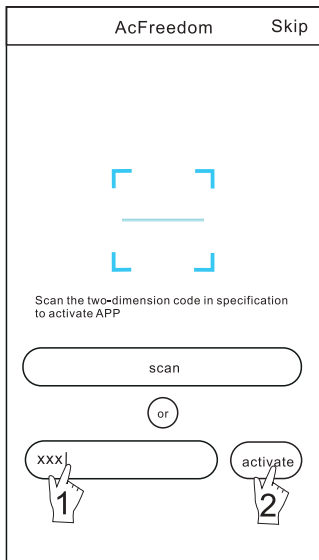 AcFreedom Skip
Scan the two-dimension code in specification
to activate APP
scan
or
xxx activate
1 2